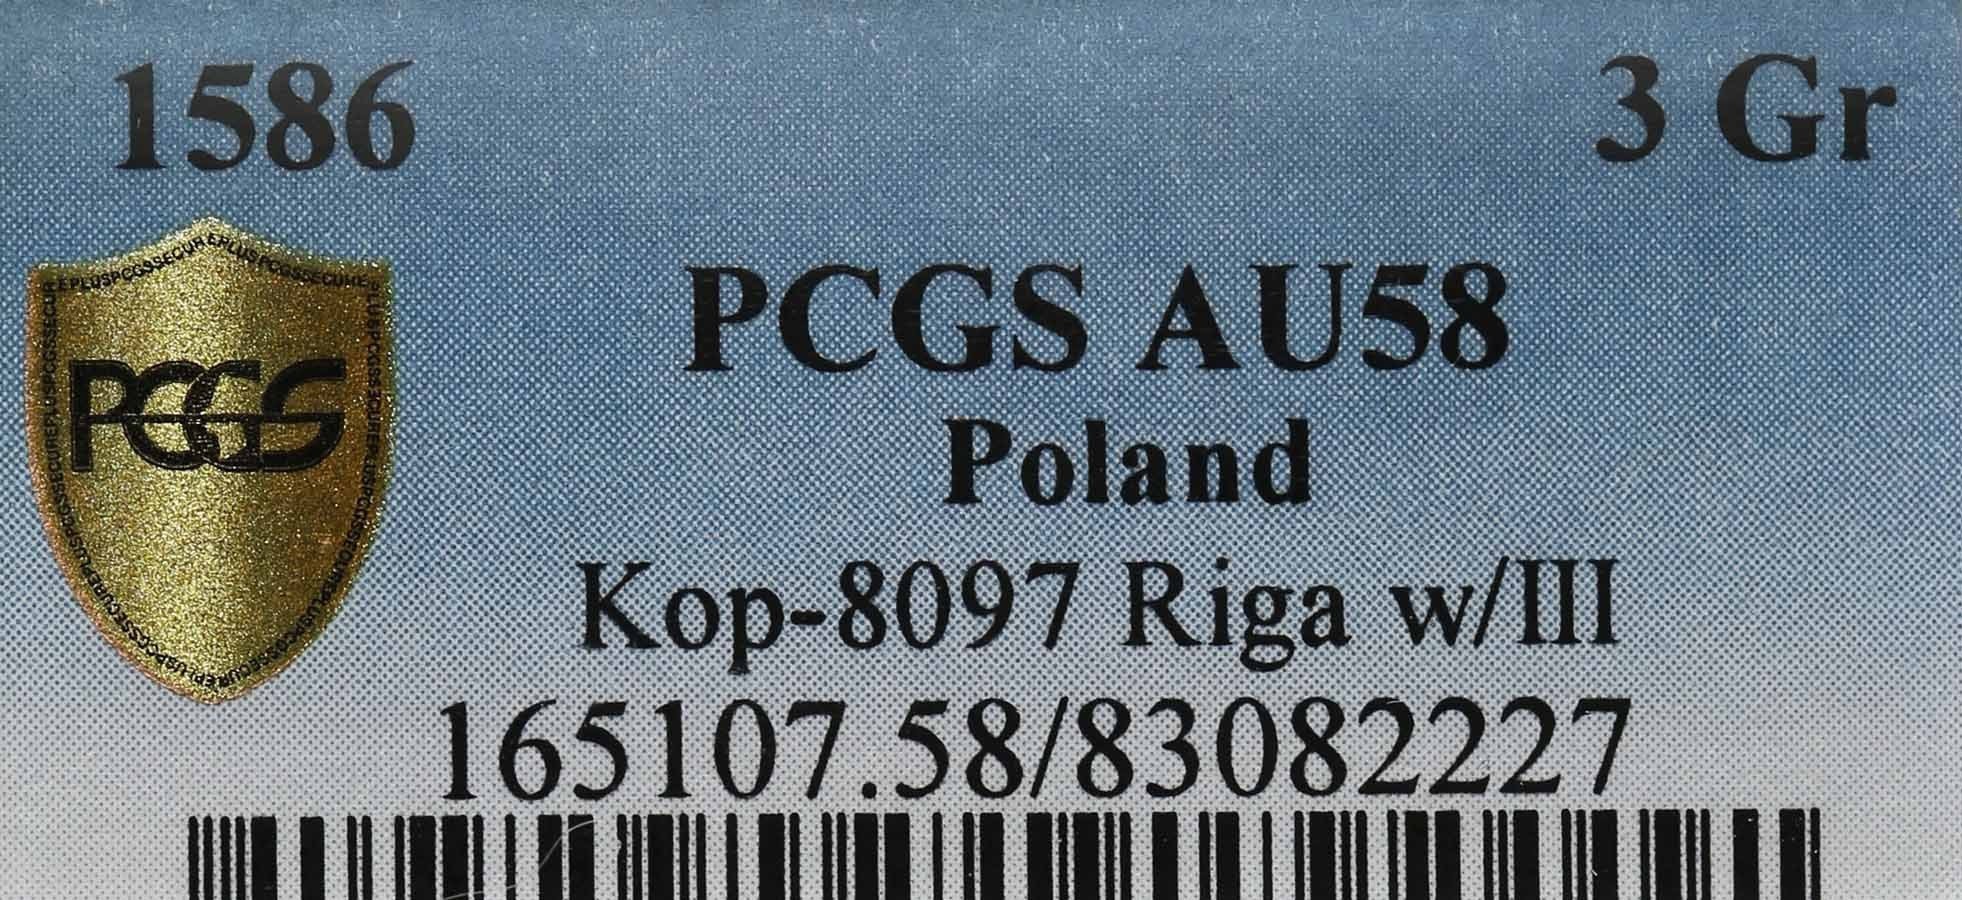 1586 3 Gr
PCGS AU58
Poland
Kop-8097 Riga w/III
165107.58/83082227
PCGS